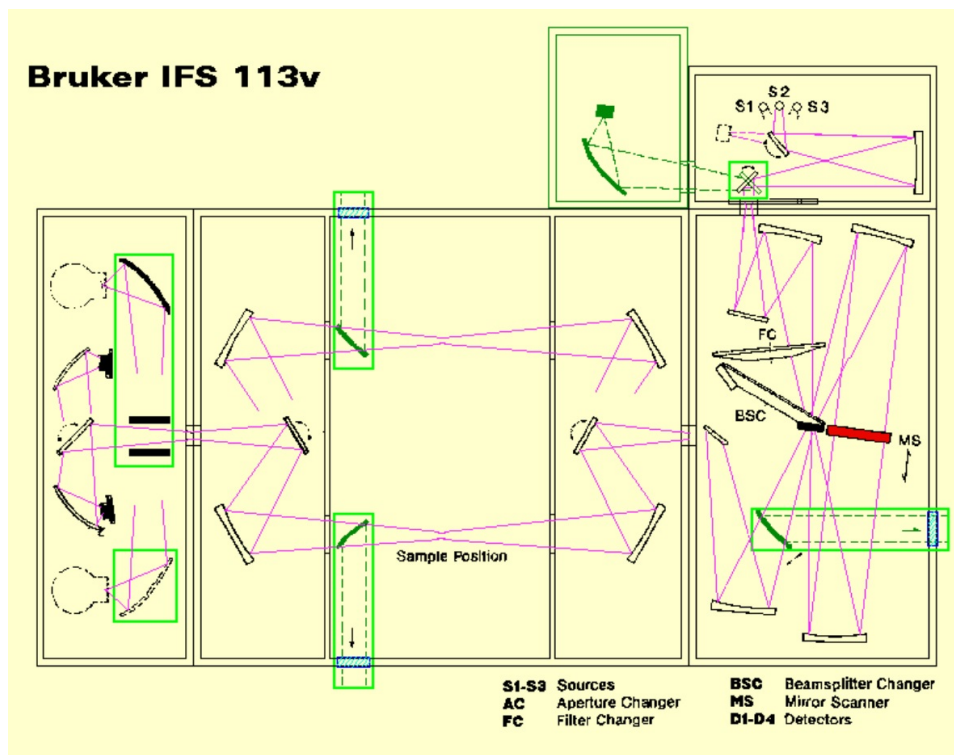 Bruker IFS 113v
S2
S1 S3
FC
BSC
MS
Sample Position
S1-S3 Sources
AC Aperture Changer
FC Filter Changer
BSC Beamsplitter Changer
MS Mirror Scanner
D1-D4 Detectors